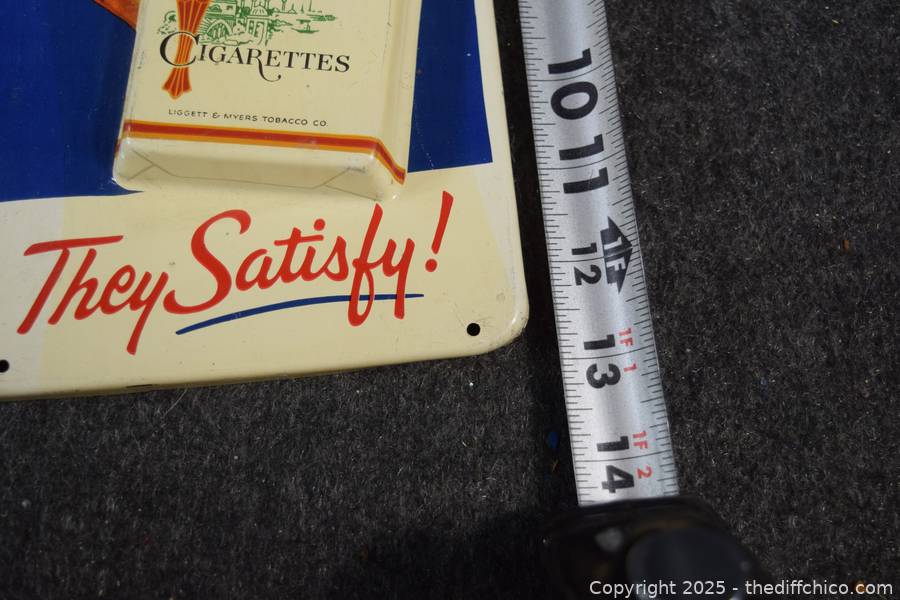 CIGARETTES
LIGGETT & MYERS TOBACCO CO.
They Satisfy!
10
11
1F
12
1F 1
13
1F 2
14
Copyright © 2025 - thediffchico.com